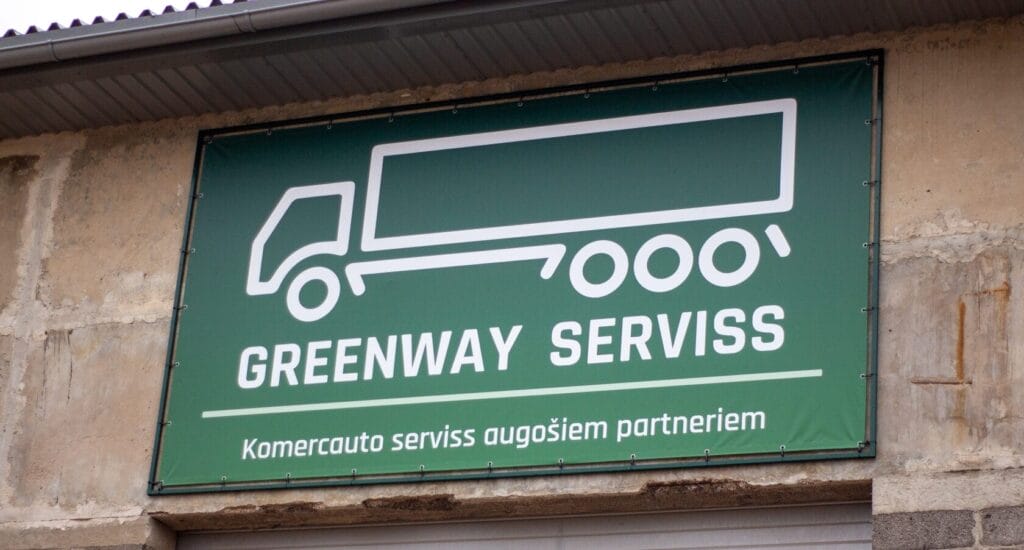 GREENWAY SERVISS
Komercauto serviss augošiem partneriem